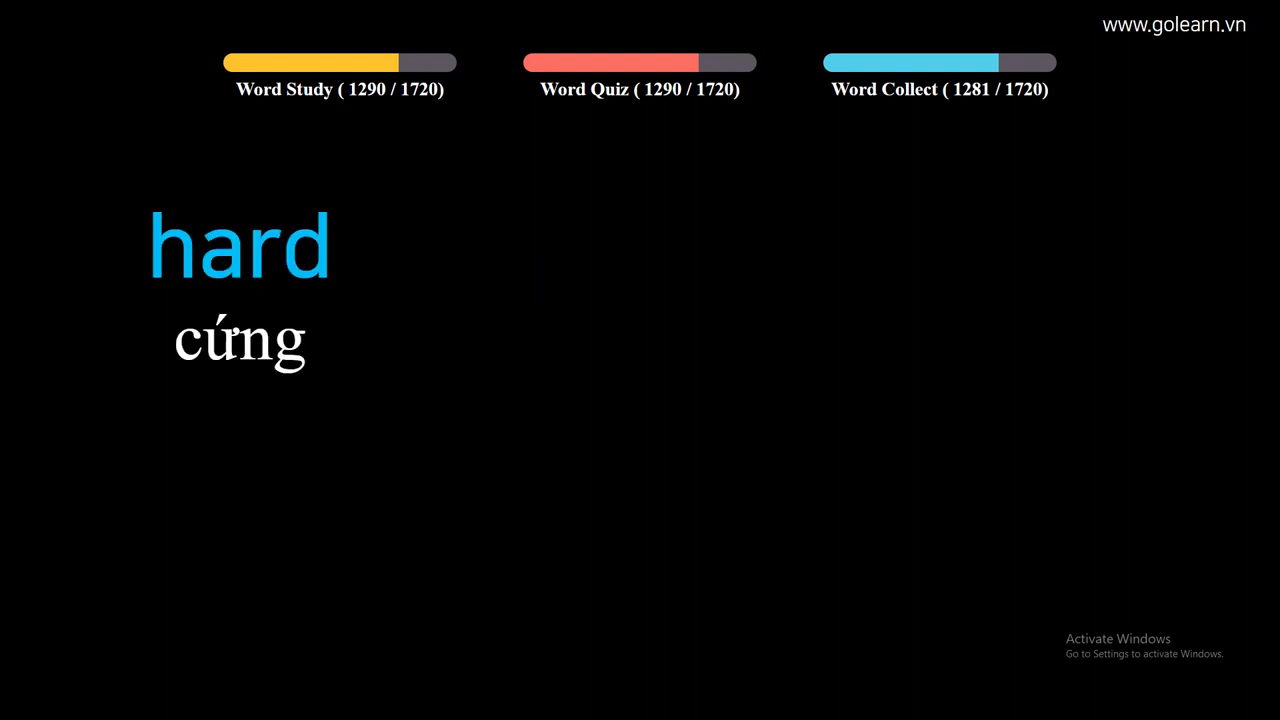 www.golearn.vn
Word Study ( 1290 / 1720)
Word Quiz ( 1290 / 1720)
Word Collect ( 1281 / 1720)
hard
cứng
Activate Windows
Go to Settings to activate Windows.